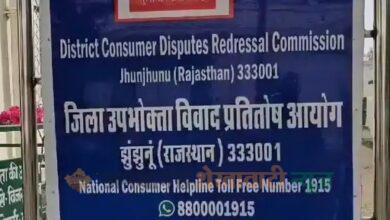 District Consumer Disputes Redressal Commission
Jhunjhunu (Rajasthan) 333001
जिला उपभोक्ता विवाद प्रतितोष आयोग
झुंझुनूं (राजस्थान) 333001
शेखावाटी
National Consumer Helpline Toll Free Number 1915
8800001915